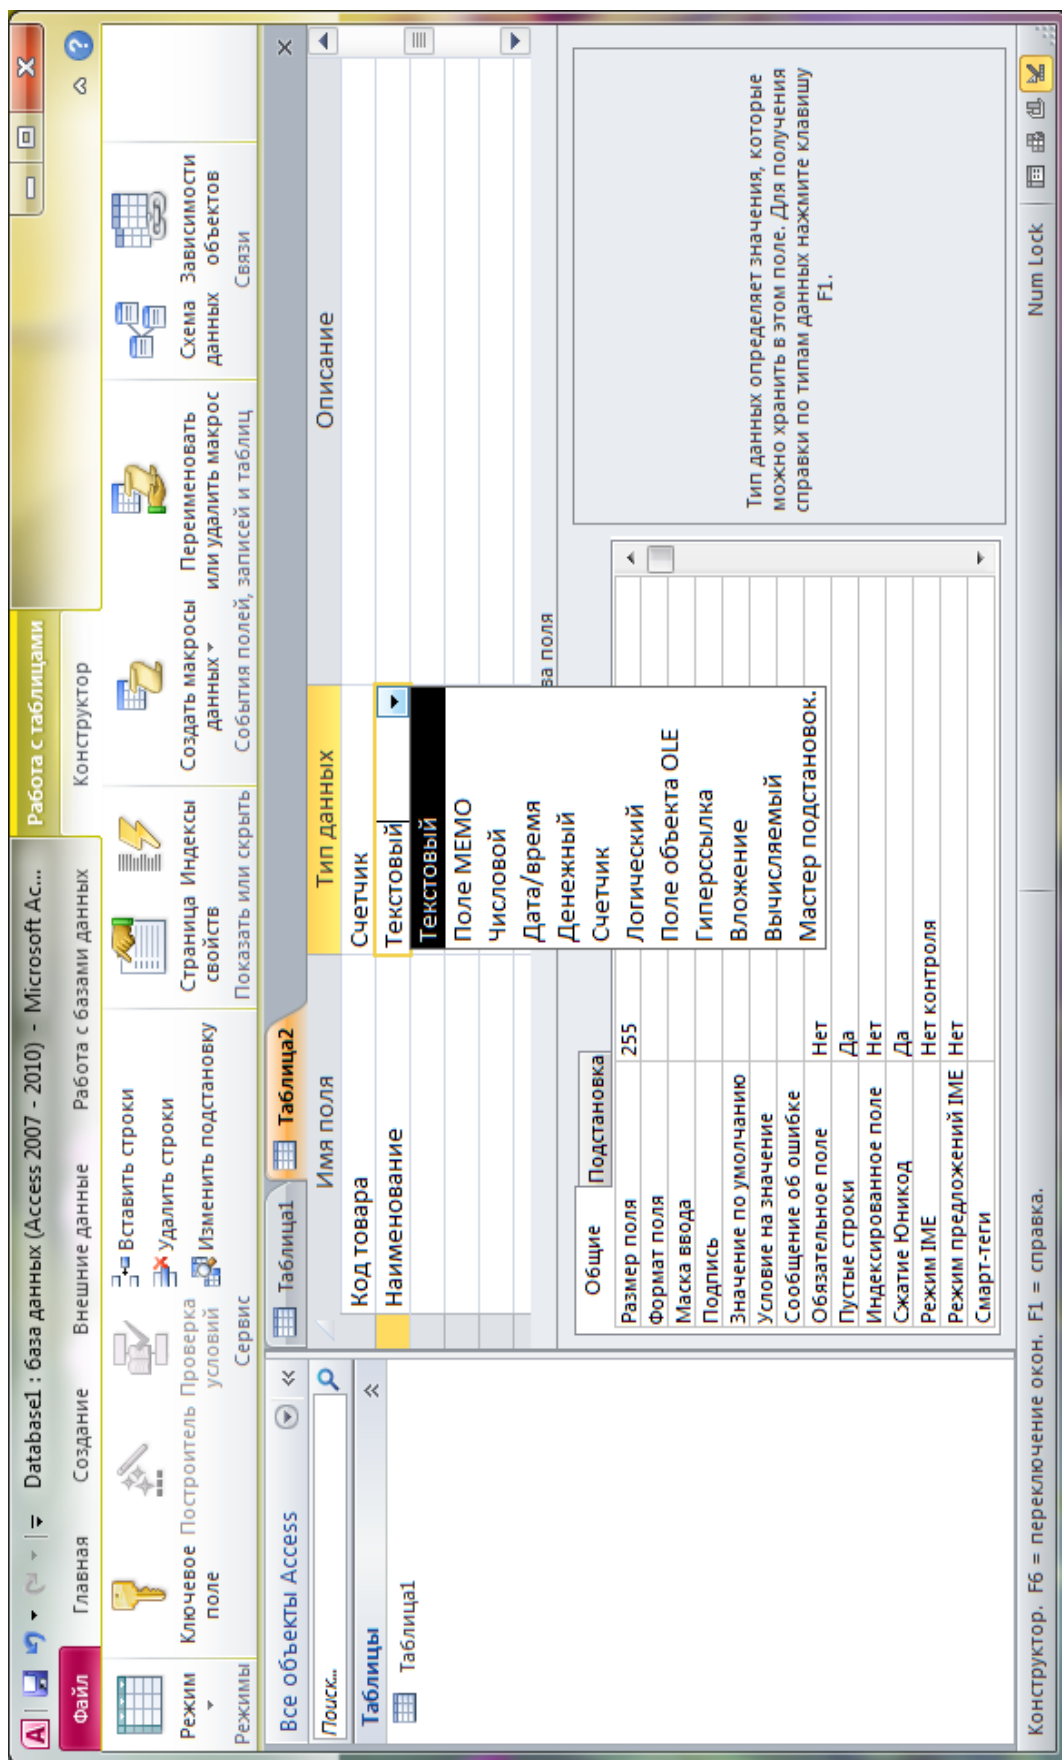 Database1 : база данных (Access 2007 - 2010) - Microsoft Ac...
Работа с таблицами
Файл
Главная
Создание
Внешние данные
Работа с базами данных
Конструктор
Режим
Режимы
Ключевое поле
Построитель
Проверка условий
Вставить строки
Удалить строки
Изменить подстановку
Сервис
Страница свойств
Индексы
Показать или скрыть
Создать макросы данных
Переименовать или удалить макрос
События полей, записей и таблиц
Схема данных
Зависимости объектов
Связи
Все объекты Access
Поиск...
Таблицы
Таблица1
Таблица1
Таблица2
Имя поля
Тип данных
Описание
Код товара
Счетчик
Наименование
Текстовый
Текстовый
Поле МЕМО
Числовой
Дата/время
Денежный
Счетчик
Логический
Поле объекта OLE
Гиперссылка
Вложение
Вычисляемый
Мастер подстановок.
ва поля
Общие
Подстановка
Размер поля 255
Формат поля
Маска ввода
Подпись
Значение по умолчанию
Условие на значение
Сообщение об ошибке
Обязательное поле Нет
Пустые строки Да
Индексированное поле Нет
Сжатие Юникод Да
Режим IME Нет контроля
Режим предложений IME Нет
Смарт-теги
Тип данных определяет значения, которые
можно хранить в этом поле. Для получения
справки по типам данных нажмите клавишу
F1.
Конструктор. F6 = переключение окон. F1 = справка.
Num Lock